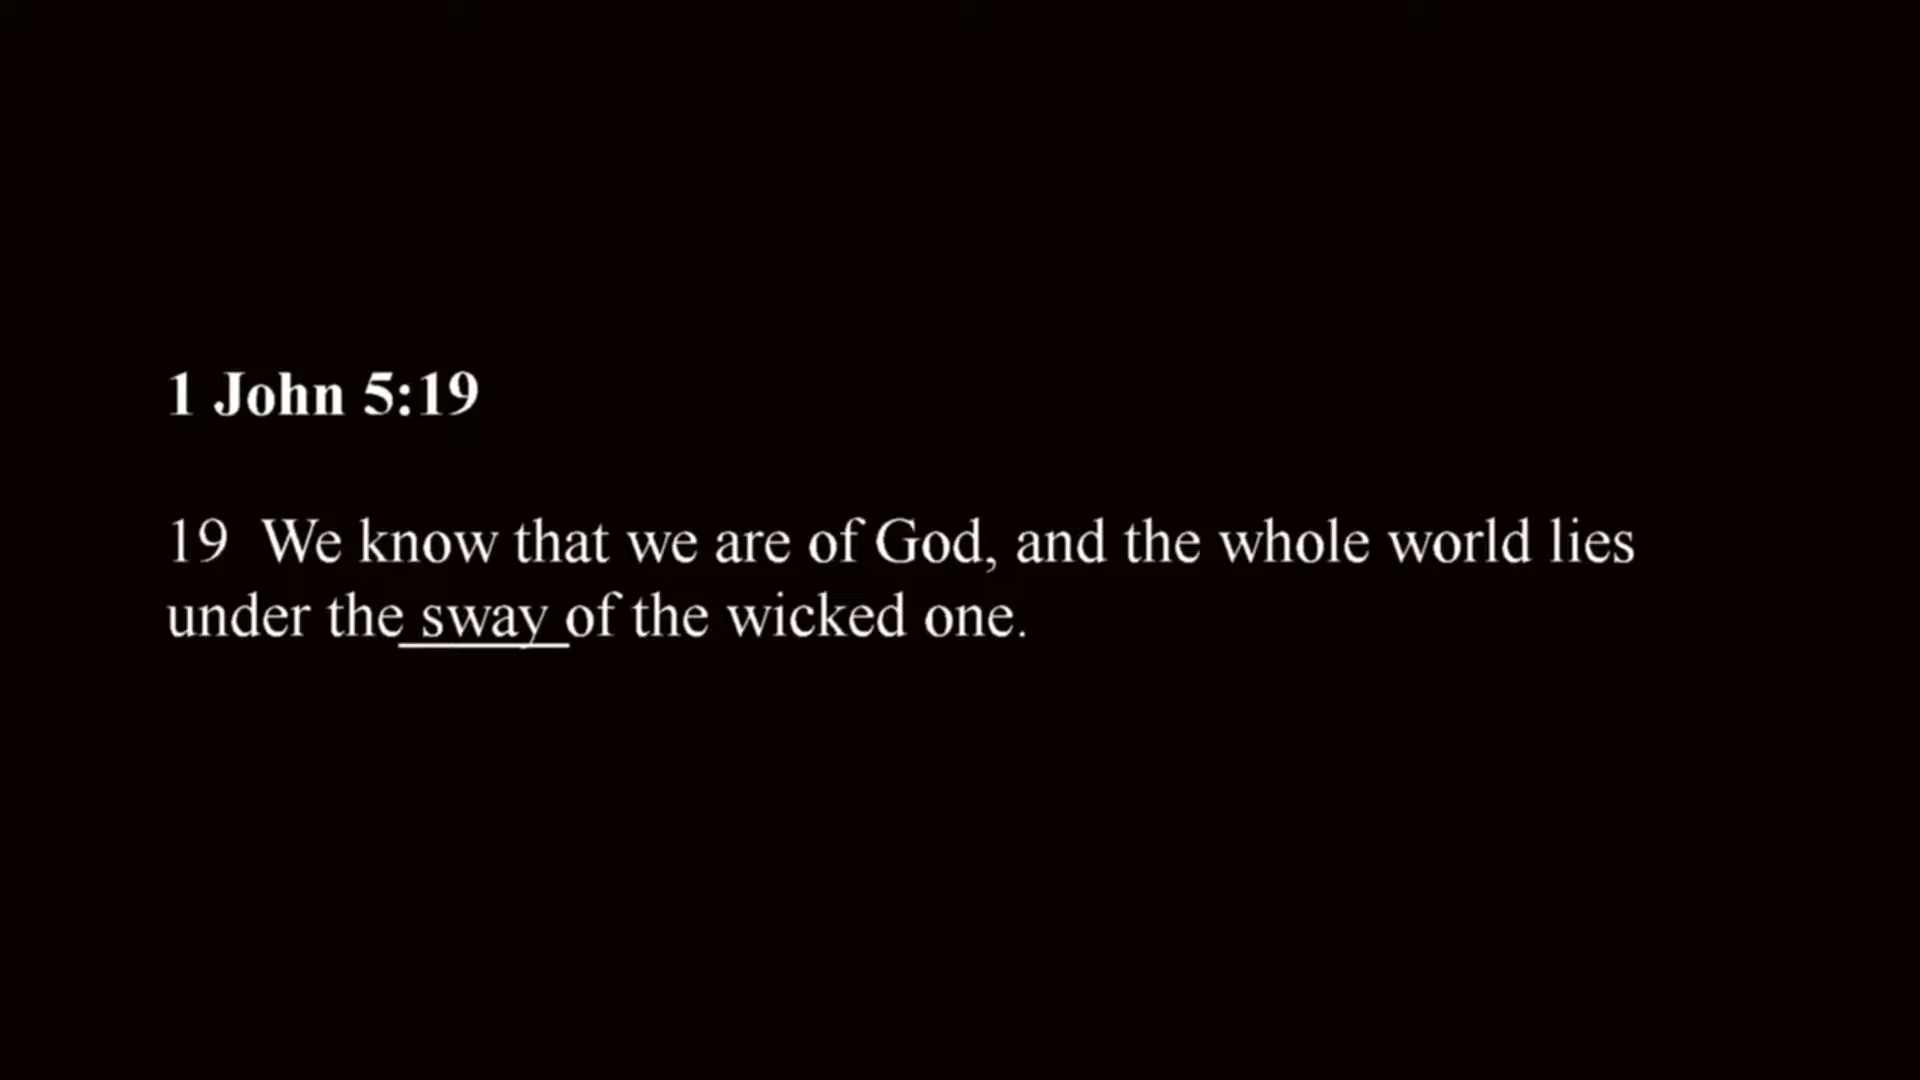 1 John 5:19
19 We know that we are of God, and the whole world lies
under the sway of the wicked one.